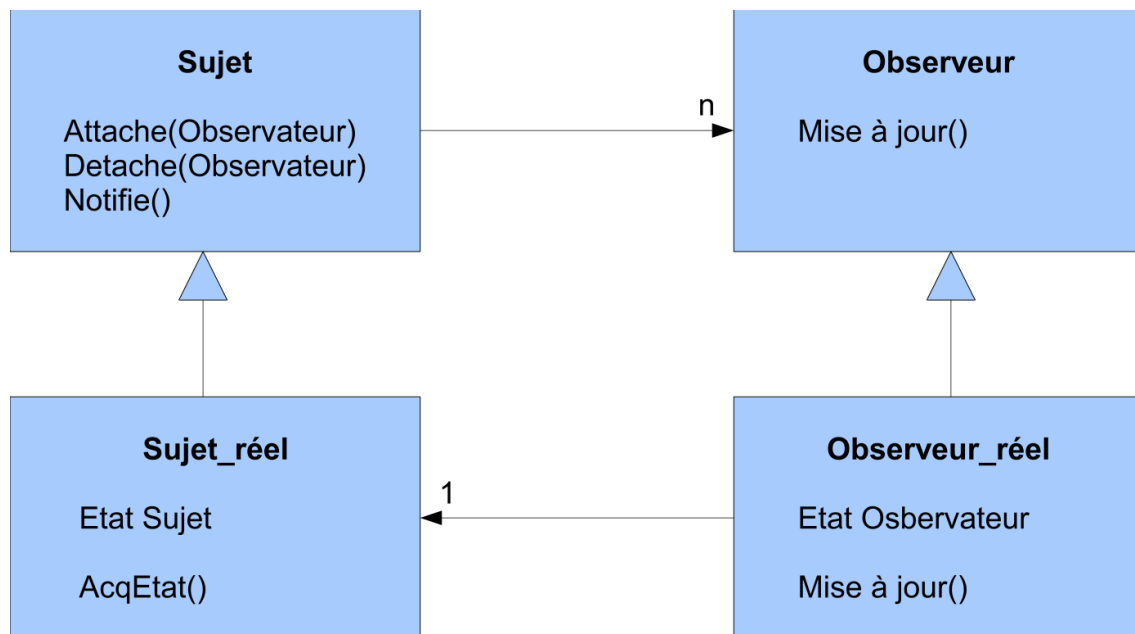 Sujet
Attache(Observateur)
Detache(Observateur)
Notifie()
n
Observeur
Mise à jour()
Sujet_réel
Etat Sujet
AcqEtat()
1
Observeur_réel
Etat Osbervateur
Mise à jour()